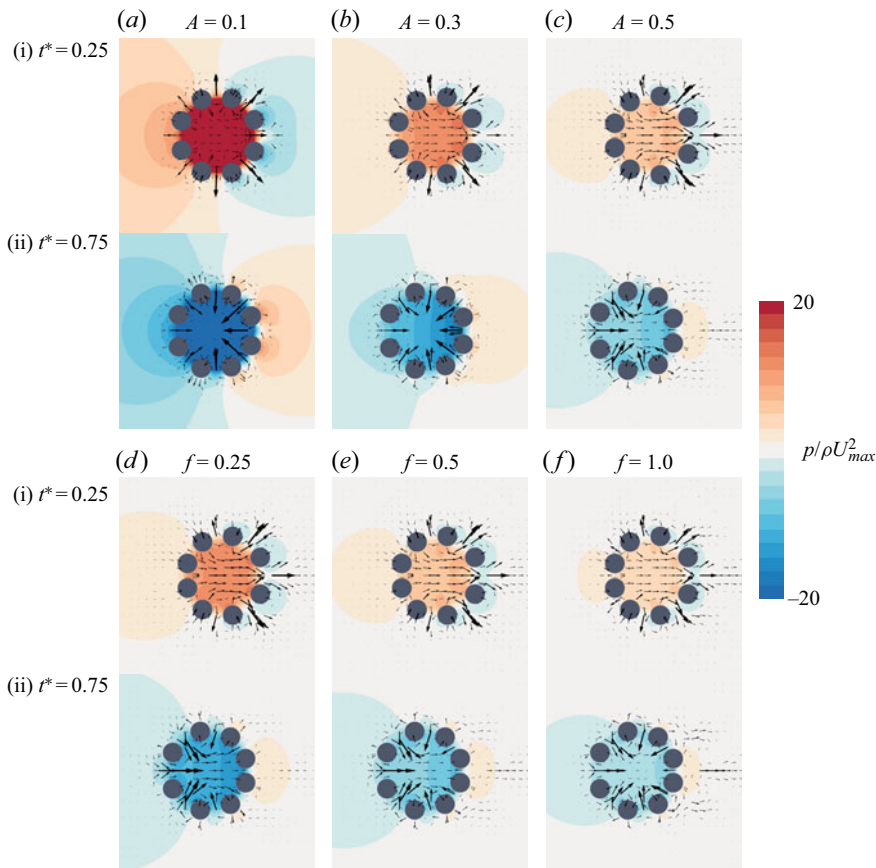 (a) A = 0.1 (b) A = 0.3 (c) A = 0.5
(i) t* = 0.25
(ii) t* = 0.75
20
p/ρU²max
–20
(d) f = 0.25 (e) f = 0.5 (f) f = 1.0
(i) t* = 0.25
(ii) t* = 0.75